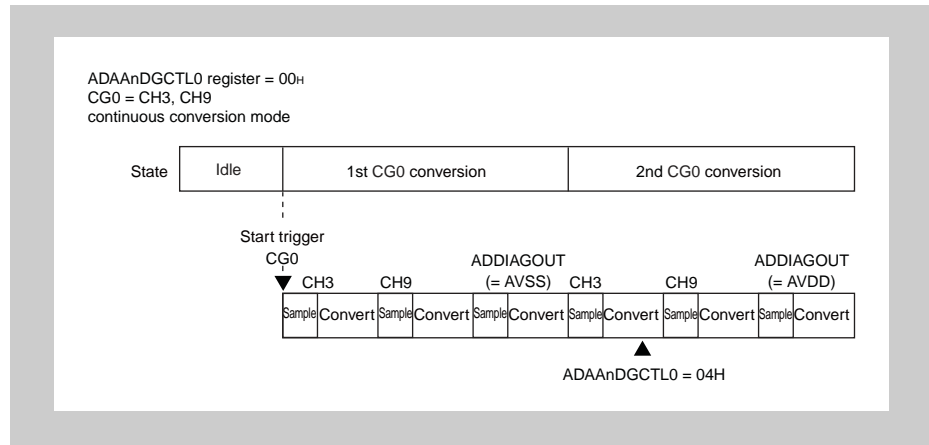 ADAAnDGCTL0 register = 00H
CG0 = CH3, CH9
continuous conversion mode
State Idle 1st CG0 conversion 2nd CG0 conversion
Start trigger
CG0
ADDIAGOUT ADDIAGOUT
CH3 CH9 (= AVSS) CH3 CH9 (= AVDD)
Sample Convert Sample Convert Sample Convert Sample Convert Sample Convert Sample Convert
ADAAnDGCTL0 = 04H